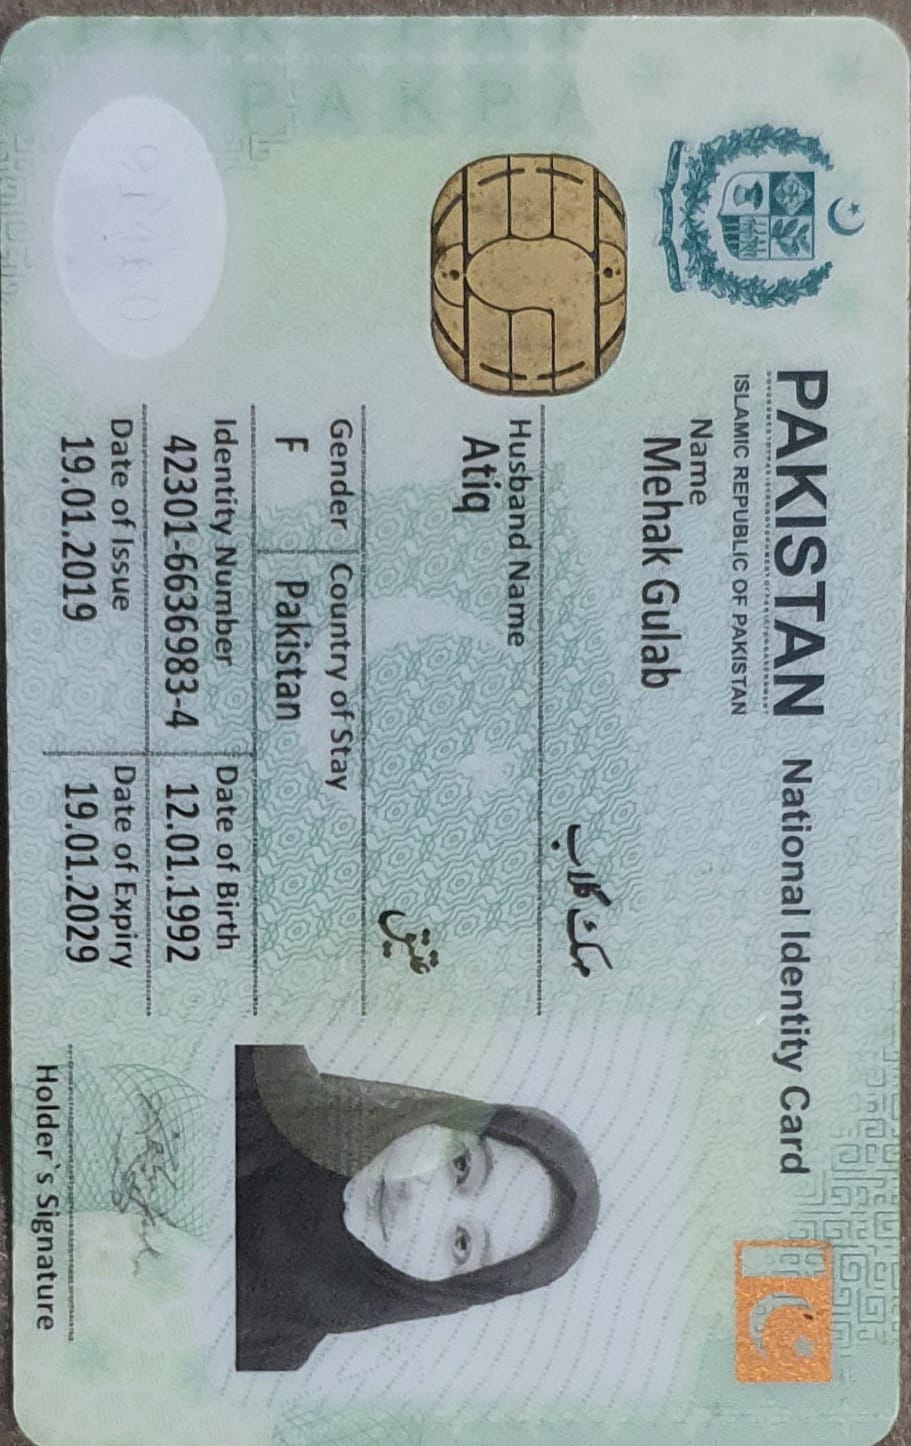 PAKISTAN National Identity Card
ISLAMIC REPUBLIC OF PAKISTAN
Name
Mehak Gulab
مہک گلاب
Husband Name
Atiq
عتیق
Gender
Country of Stay
F
Pakistan
Identity Number
Date of Birth
42301-6636983-4
12.01.1992
Date of Issue
Date of Expiry
19.01.2019
19.01.2029
Holder`s Signature